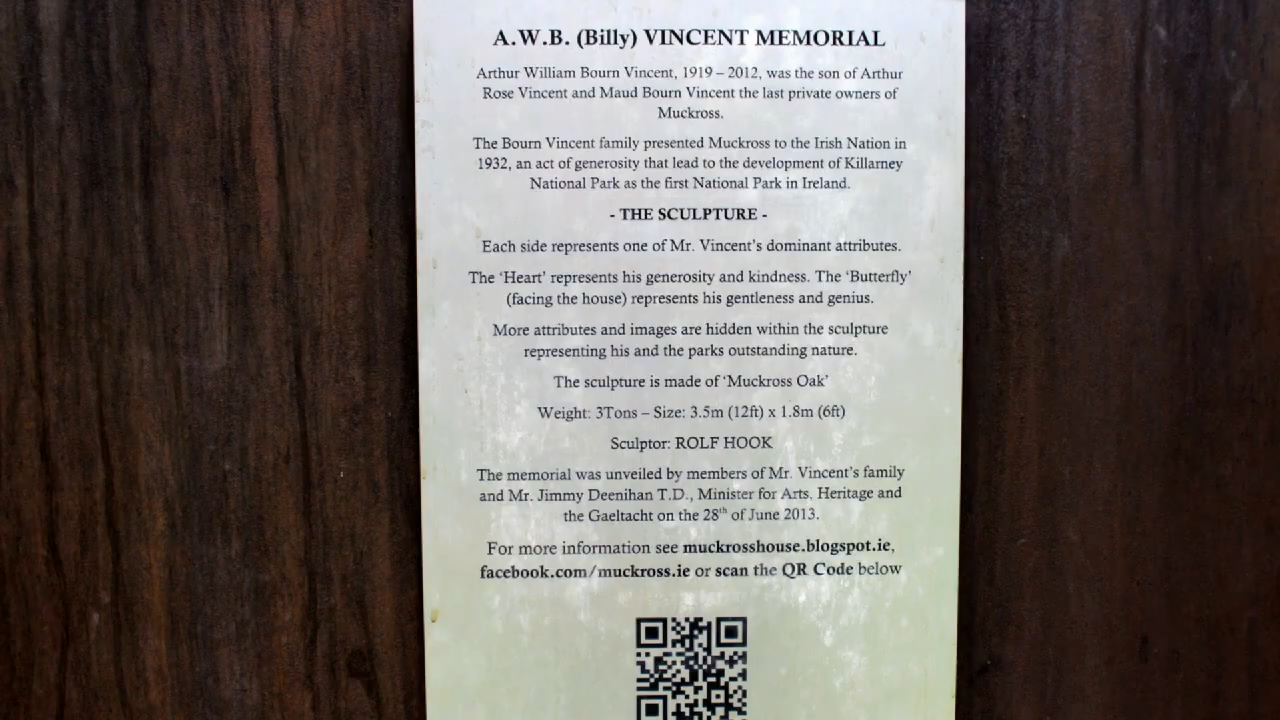 A.W.B. (Billy) VINCENT MEMORIAL
Arthur William Bourn Vincent, 1919 – 2012, was the son of Arthur
Rose Vincent and Maud Bourn Vincent the last private owners of
Muckross.
The Bourn Vincent family presented Muckross to the Irish Nation in
1932, an act of generosity that lead to the development of Killarney
National Park as the first National Park in Ireland.
- THE SCULPTURE -
Each side represents one of Mr. Vincent's dominant attributes.
The 'Heart' represents his generosity and kindness. The 'Butterfly'
(facing the house) represents his gentleness and genius.
More attributes and images are hidden within the sculpture
representing his and the parks outstanding nature.
The sculpture is made of 'Muckross Oak'
Weight: 3Tons – Size: 3.5m (12ft) x 1.8m (6ft)
Sculptor: ROLF HOOK
The memorial was unveiled by members of Mr. Vincent's family
and Mr. Jimmy Deenihan T.D., Minister for Arts, Heritage and
the Gaeltacht on the 28th of June 2013.
For more information see muckrosshouse.blogspot.ie,
facebook.com/muckross.ie or scan the QR Code below